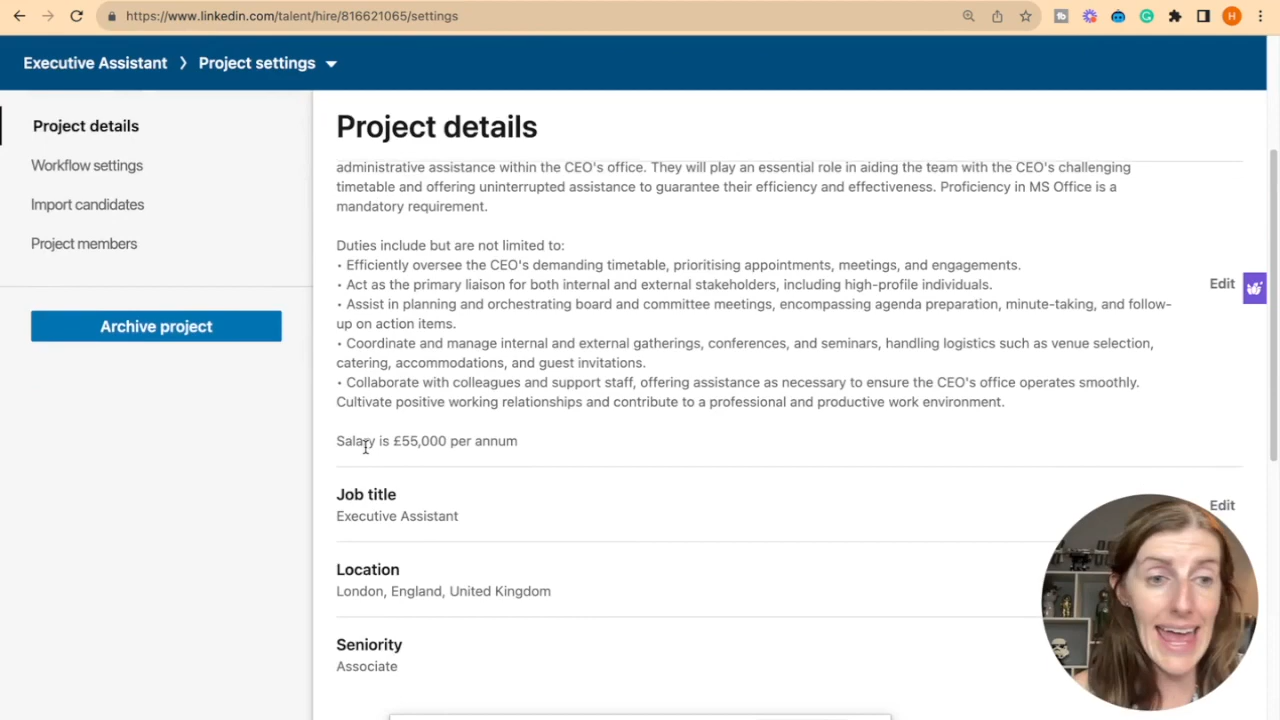 https://www.linkedin.com/talent/hire/816621065/settings
H
Executive Assistant
Project settings
Project details
Workflow settings
Import candidates
Project members
Archive project
Project details
administrative assistance within the CEO's office. They will play an essential role in aiding the team with the CEO's challenging
timetable and offering uninterrupted assistance to guarantee their efficiency and effectiveness. Proficiency in MS Office is a
mandatory requirement.
Duties include but are not limited to:
• Efficiently oversee the CEO's demanding timetable, prioritising appointments, meetings, and engagements.
• Act as the primary liaison for both internal and external stakeholders, including high-profile individuals.
• Assist in planning and orchestrating board and committee meetings, encompassing agenda preparation, minute-taking, and follow-
up on action items.
• Coordinate and manage internal and external gatherings, conferences, and seminars, handling logistics such as venue selection,
catering, accommodations, and guest invitations.
• Collaborate with colleagues and support staff, offering assistance as necessary to ensure the CEO's office operates smoothly.
Cultivate positive working relationships and contribute to a professional and productive work environment.
Salary is £55,000 per annum
Edit
Job title
Executive Assistant
Edit
Location
London, England, United Kingdom
Seniority
Associate